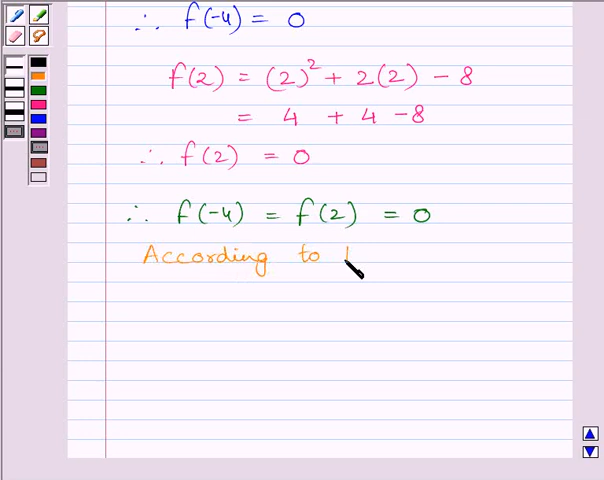 ∴ f(-4) = 0
f(2) = (2)² + 2(2) - 8
= 4 + 4 - 8
∴ f(2) = 0
∴ f(-4) = f(2) = 0
According to